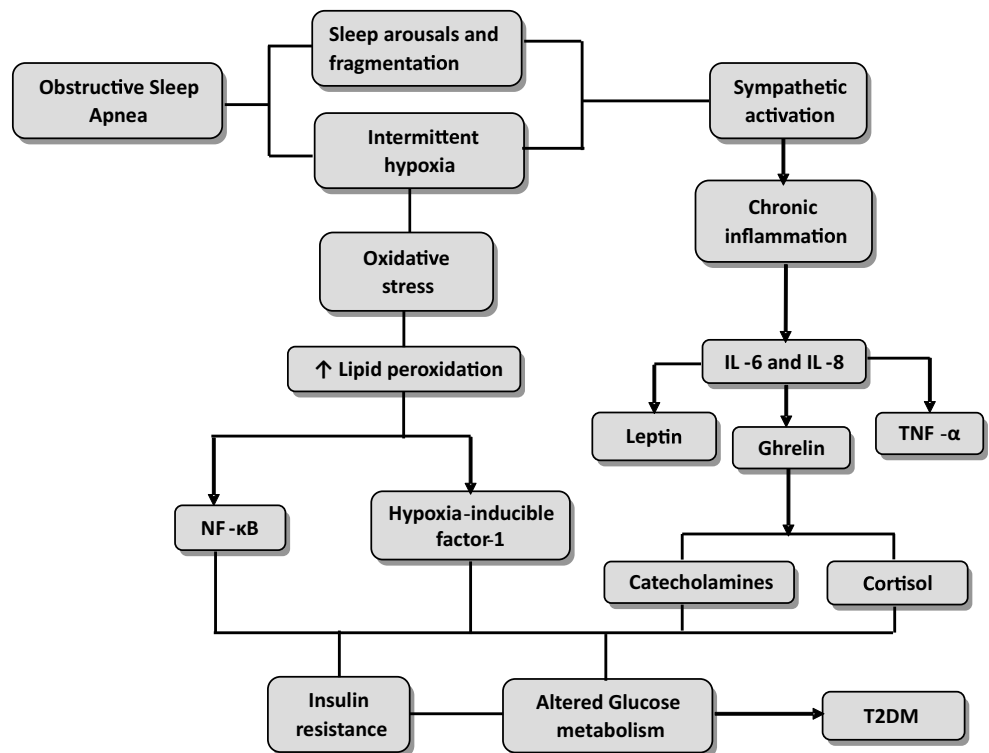 Sleep arousals and
fragmentation
Obstructive Sleep
Apnea
Sympathetic
activation
Intermittent
hypoxia
Chronic
inflammation
Oxidative
stress
↑ Lipid peroxidation
IL-6 and IL-8
Leptin
Ghrelin
TNF-α
NF-κB
Hypoxia-inducible
factor-1
Catecholamines
Cortisol
Insulin
resistance
Altered Glucose
metabolism
T2DM